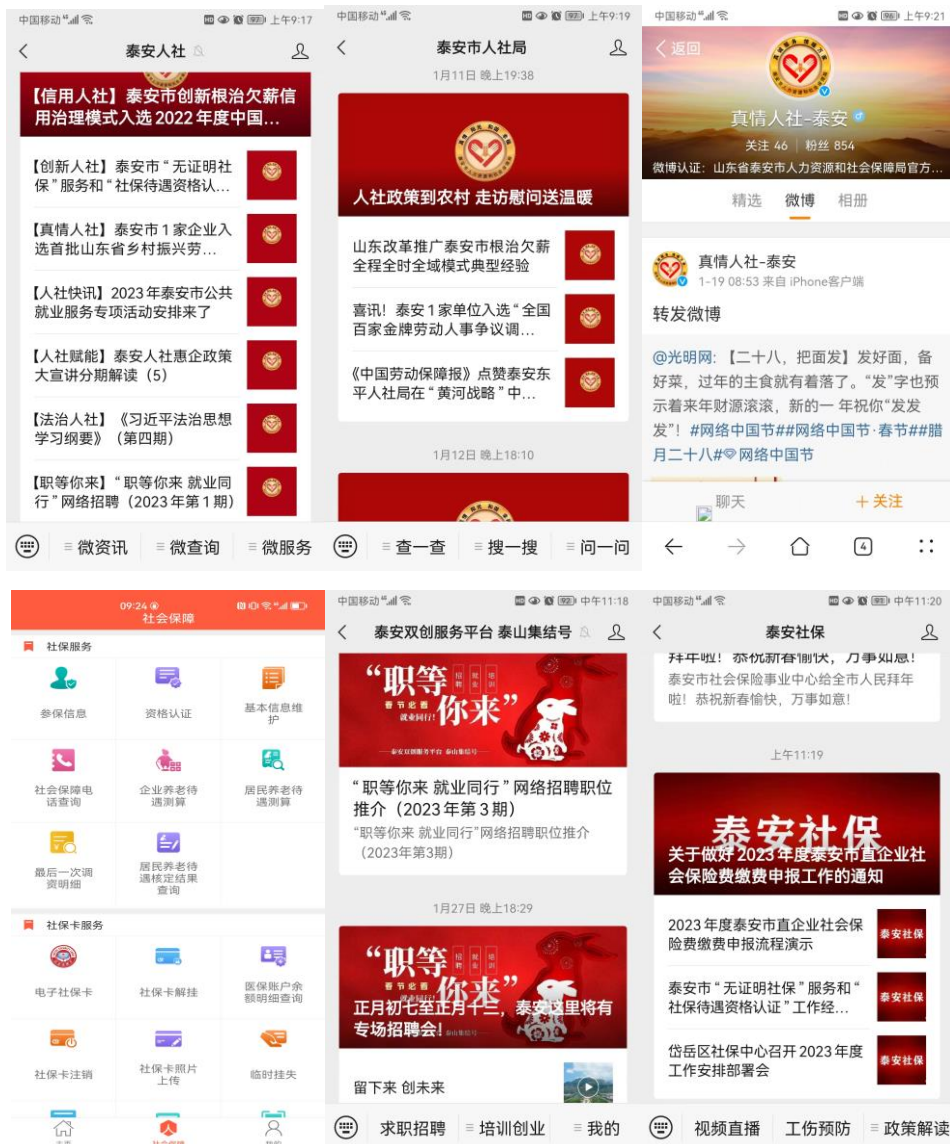 中国移动 上午9:17
泰安人社
【信用人社】泰安市创新根治欠薪信
用治理模式入选2022年度中国...
【创新人社】泰安市“无证明社
保”服务和“社保待遇资格认...
【真情人社】泰安市1家企业入
选首批山东省乡村振兴劳...
【人社快讯】2023年泰安市公共
就业服务专项活动安排来了
【人社赋能】泰安人社惠企政策
大宣讲分期解读（5）
【法治人社】《习近平法治思想
学习纲要》（第四期）
【职等你来】“职等你来 就业同
行”网络招聘（2023年第1期）
微资讯 微查询 微服务
中国移动 上午9:19
泰安市人社局
1月11日 晚上19:38
人社政策到农村 走访慰问送温暖
山东改革推广泰安市根治欠薪
全程全时全域模式典型经验
喜讯！泰安1家单位入选“全国
百家金牌劳动人事争议调...
《中国劳动保障报》点赞泰安东
平人社局在“黄河战略”中...
1月12日 晚上18:10
查一查 搜一搜 问一问
中国移动 上午9:21
返回
真情人社-泰安
关注 46 粉丝 854
微博认证：山东省泰安市人力资源和社会保障局官方...
精选 微博 相册
真情人社-泰安
1-19 08:53 来自 iPhone客户端
转发微博
@光明网:【二十八，把面发】发好面，备
好菜，过年的主食就有着落了。“发”字也预
示着来年财源滚滚，新的一 年祝你“发发
发”！#网络中国节##网络中国节·春节##腊
月二十八#网络中国节
聊天 +关注
4
09:24
社会保障
社保服务
参保信息 资格认证 基本信息维
护
社会保障电
话查询
企业养老待
遇测算
居民养老待
遇测算
最后一次调
资明细
居民养老待
遇核定结果
查询
社保卡服务
电子社保卡 社保卡解挂 医保账户余
额明细查询
社保卡注销 社保卡照片
上传
临时挂失
中国移动 中午11:18
泰安双创服务平台 泰山集结号
“职等
你来”
招聘 就业 培训
春节必看
就业同行!
泰安双创服务平台 泰山集结号
“职等你来 就业同行”网络招聘职位
推介（2023年第3期）
“职等你来 就业同行”网络招聘职位推介
（2023年第3期）
1月27日 晚上18:29
“职等
你来”
正月初七至正月十三，泰安这里将有
专场招聘会!
留下来 创未来
求职招聘 培训创业 我的
中国移动 中午11:20
泰安社保
拜年啦！恭祝新春愉快，万事如意！
泰安市社会保险事业中心给全市人民拜年
啦！恭祝新春愉快，万事如意！
上午11:19
泰安社保
关于做好2023年度泰安市直企业社
会保险费缴费申报工作的通知
2023年度泰安市直企业社会保
险费缴费申报流程演示
泰安社保
泰安市“无证明社保”服务和“
社保待遇资格认证”工作经...
泰安社保
岱岳区社保中心召开2023年度
工作安排部署会
泰安社保
视频直播 工伤预防 政策解读